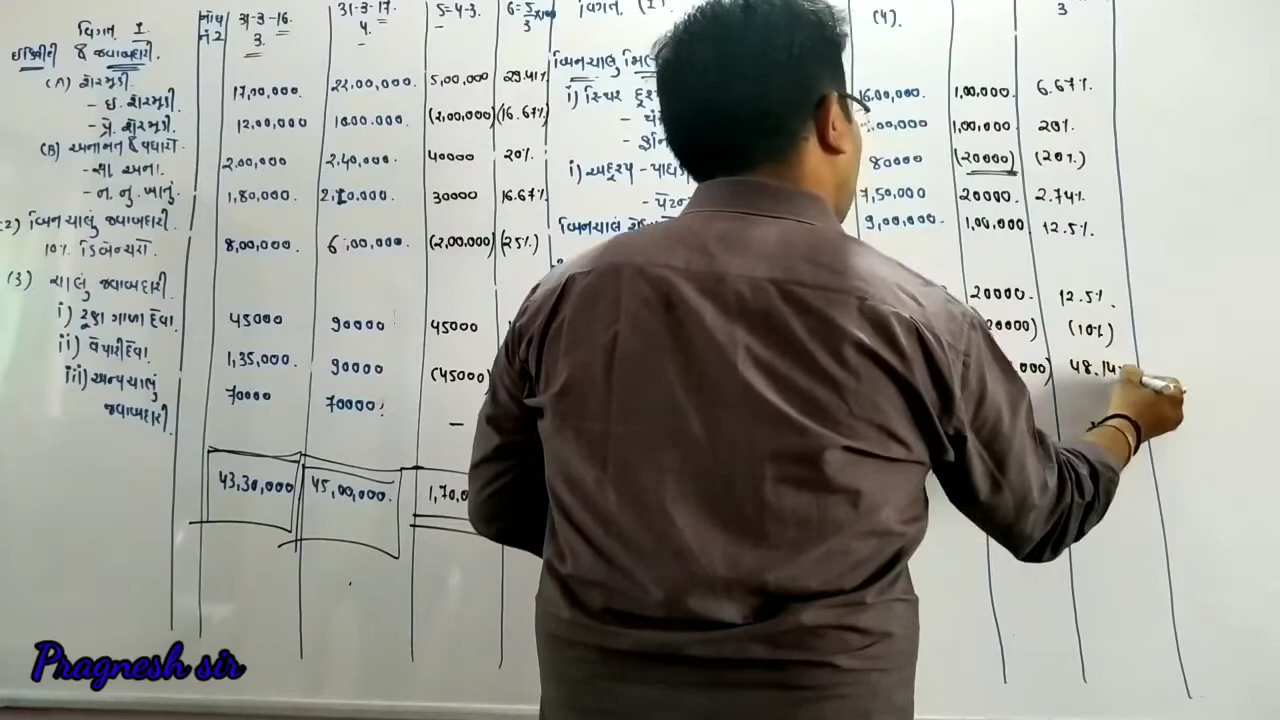 વિગત 1 નોંધ નં 2 31-3-16. 3. 31-3-17. 4. 5=4-3. 6=5/3×100
ઈક્વિટી & જવાબદારી.
(A) શેરમૂડી
- ઈ. શેરમૂડી. 17,00,000. 22,00,000. 5,00,000 29.41%
- પ્રે. શેરમૂડી. 12,00,000 10,00,000. (2,00,000) (16.67%)
(B) અનામત & વધારો
- સા. અના. 2,00,000 2,40,000. 40000 20%
- ન. નુ. ખાતું. 1,80,000. 2,10,000. 30000 16.67%
(2) બિનચાલું જવાબદારી
10% ડિબેન્ચરો 8,00,000. 6,00,000. (2,00,000) (25%)
(3) ચાલું જવાબદારી.
i) ટૂંકા ગાળા દેવા. 45000 90000 45000
ii) વેપારીદેવા. 1,35,000. 90000 (45000)
iii) અન્યચાલું જવાબદારી 70000 70000 -
43,30,000 45,00,000. 1,70,0
વિગત. (1). (4). 3
બિનચાલું મિલ
i) સ્થિર દૃશ્ 16,00,000. 1,00,000. 6.67%
00,000 1,00,000. 20%
i) અદૃશ્ય - પાઘડી 80000 (20000) (20%)
- પેટન્ 7,50,000 20000 2.74%
બિનચાલું 9,00,000. 1,00,000 12.5%
20000. 12.5%
20000) (10%)
000) 48.14
Pragnesh sir